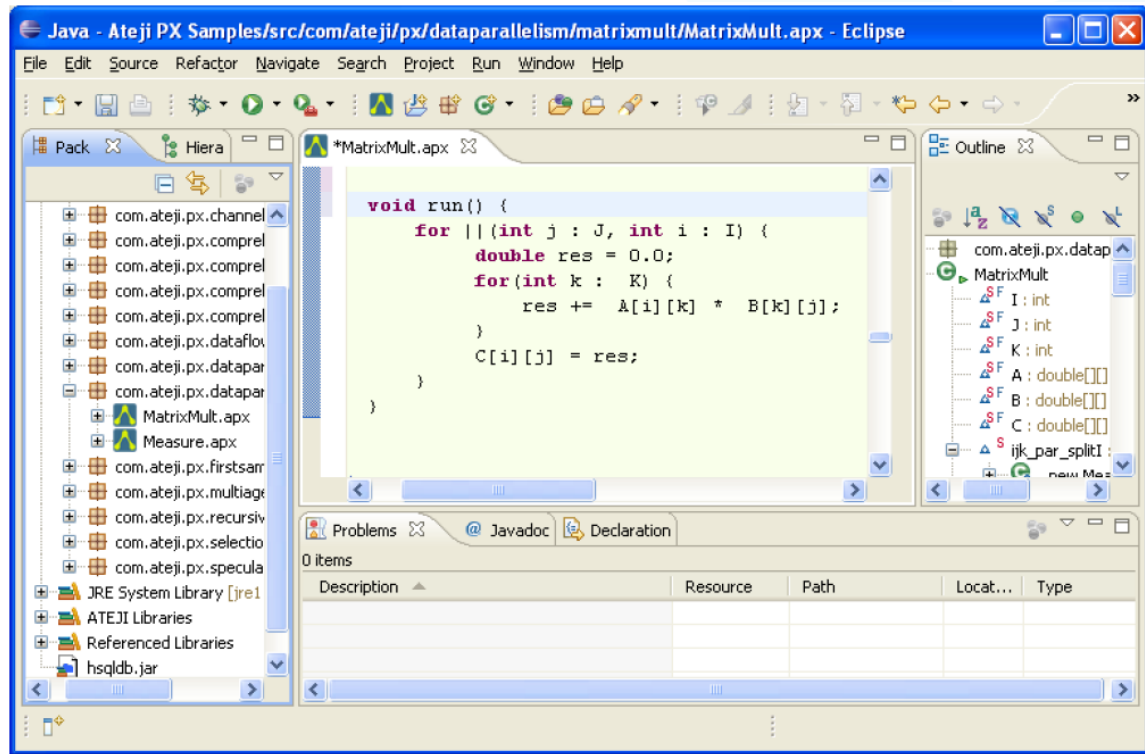 Java - Ateji PX Samples/src/com/ateji/px/dataparallelism/matrixmult/MatrixMult.apx - Eclipse
File Edit Source Refactor Navigate Search Project Run Window Help
Pack Hiera
com.ateji.px.channel
com.ateji.px.comprel
com.ateji.px.comprel
com.ateji.px.comprel
com.ateji.px.comprel
com.ateji.px.dataflou
com.ateji.px.datapar
com.ateji.px.datapar
MatrixMult.apx
Measure.apx
com.ateji.px.firstsam
com.ateji.px.multiage
com.ateji.px.recursiv
com.ateji.px.selectio
com.ateji.px.specula
JRE System Library [jre1
ATEJI Libraries
Referenced Libraries
hsqldb.jar
*MatrixMult.apx
void run() {
for ||(int j : J, int i : I) {
double res = 0.0;
for(int k : K) {
res += A[i][k] * B[k][j];
}
C[i][j] = res;
}
}
Outline
com.ateji.px.datap
MatrixMult
S F I : int
S F J : int
S F K : int
S F A : double[][]
S F B : double[][]
S F C : double[][]
S ijk_par_splitI :
new Mea
Problems @ Javadoc Declaration
0 items
Description Resource Path Locat... Type